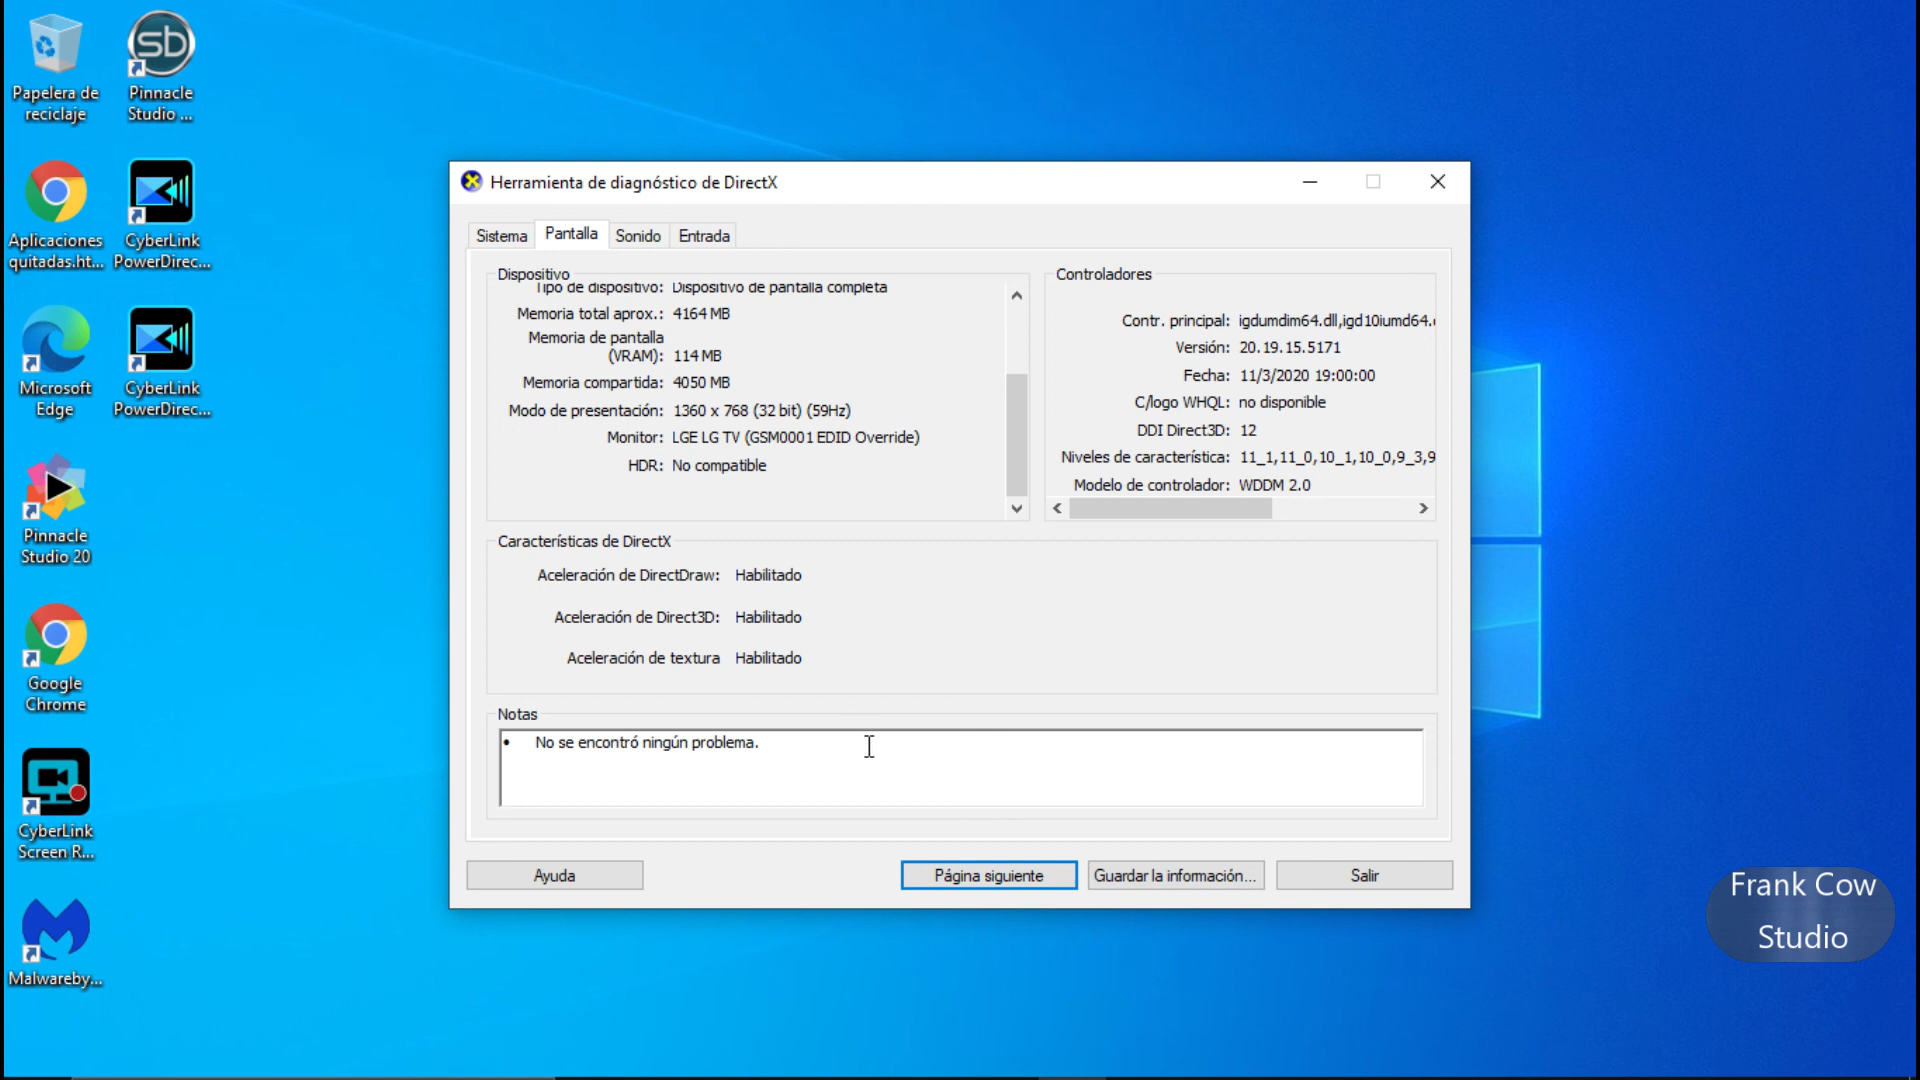 Papelera de
reciclaje
Pinnacle
Studio ...
Aplicaciones
quitadas.ht...
CyberLink
PowerDirec...
Microsoft
Edge
CyberLink
PowerDirec...
Pinnacle
Studio 20
Google
Chrome
CyberLink
Screen R...
Malwareby...
sb
Herramienta de diagnóstico de DirectX
Sistema Pantalla Sonido Entrada
Dispositivo
Tipo de dispositivo: Dispositivo de pantalla completa
Memoria total aprox.: 4164 MB
Memoria de pantalla
(VRAM): 114 MB
Memoria compartida: 4050 MB
Modo de presentación: 1360 x 768 (32 bit) (59Hz)
Monitor: LGE LG TV (GSM0001 EDID Override)
HDR: No compatible
Controladores
Contr. principal: igdumdim64.dll,igd10iumd64.
Versión: 20.19.15.5171
Fecha: 11/3/2020 19:00:00
C/logo WHQL: no disponible
DDI Direct3D: 12
Niveles de característica: 11_1,11_0,10_1,10_0,9_3,9
Modelo de controlador: WDDM 2.0
Características de DirectX
Aceleración de DirectDraw: Habilitado
Aceleración de Direct3D: Habilitado
Aceleración de textura Habilitado
Notas
• No se encontró ningún problema.
Ayuda
Página siguiente
Guardar la información...
Salir
Frank Cow
Studio